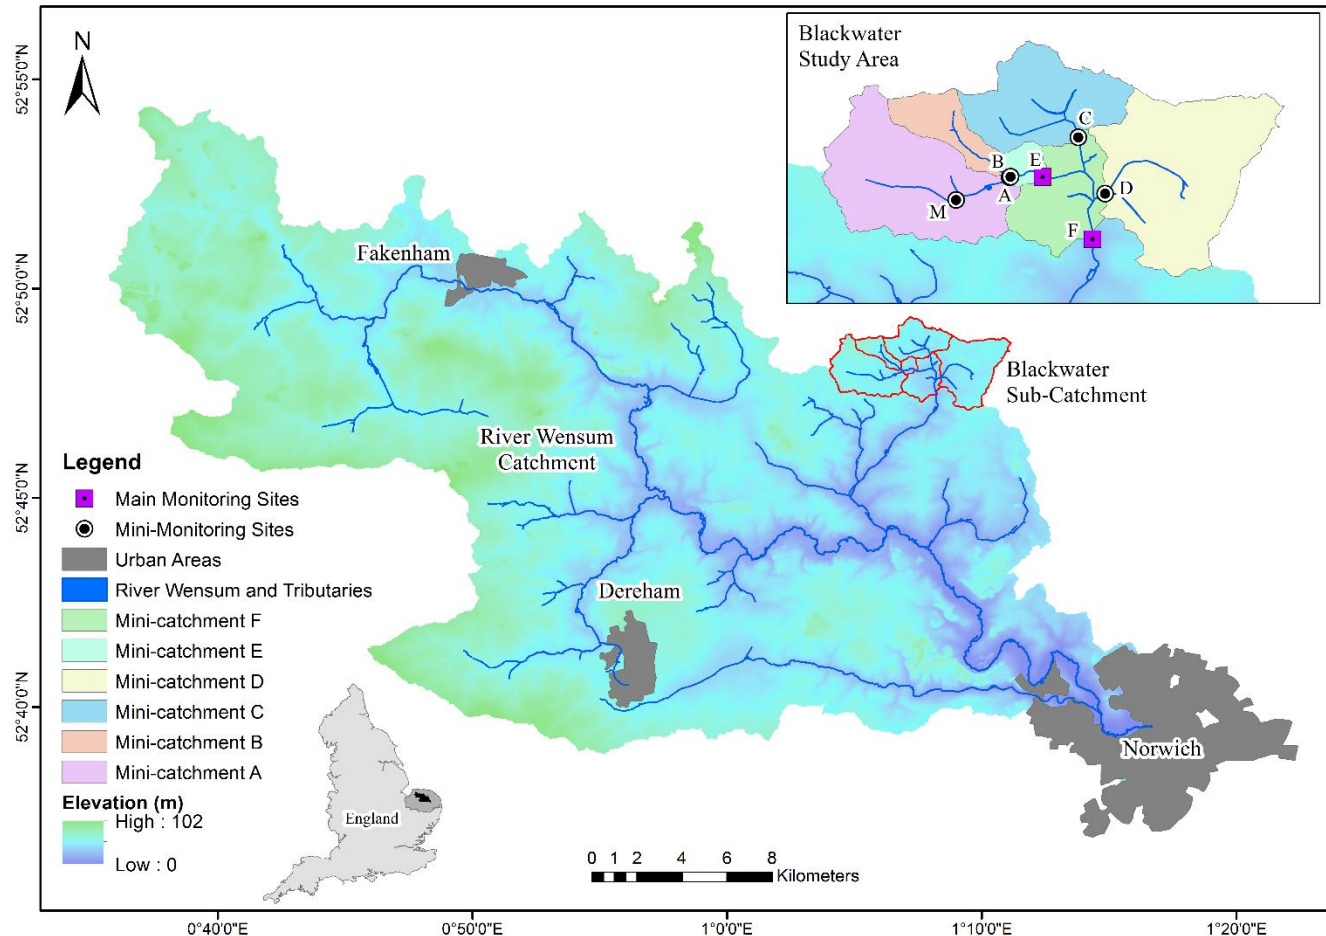 N
52°55'0"N
52°50'0"N
52°45'0"N
52°40'0"N
Blackwater
Study Area
C
B
E
A
D
M
F
Fakenham
Blackwater
Sub-Catchment
River Wensum
Catchment
Dereham
Norwich
Legend
Main Monitoring Sites
Mini-Monitoring Sites
Urban Areas
River Wensum and Tributaries
Mini-catchment F
Mini-catchment E
Mini-catchment D
Mini-catchment C
Mini-catchment B
Mini-catchment A
Elevation (m)
High : 102
Low : 0
England
0 1 2 4 6 8
Kilometers
0°40'0"E
0°50'0"E
1°0'0"E
1°10'0"E
1°20'0"E